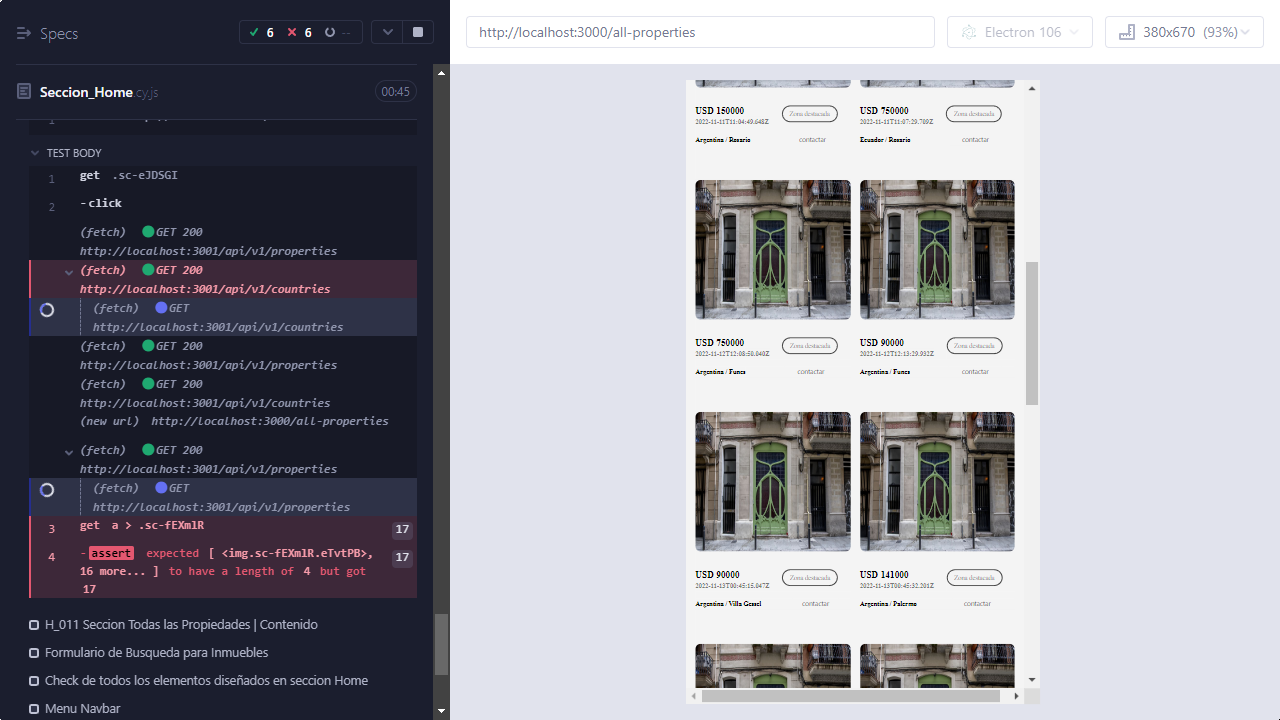 Specs
6
6
--
http://localhost:3000/all-properties
Electron 106
380x670 (93%)
Seccion_Home.cy.js
00:45
1
TEST BODY
1 get .sc-eJDSGI
2 -click
(fetch) GET 200
http://localhost:3001/api/v1/properties
(fetch) GET 200
http://localhost:3001/api/v1/countries
(fetch) GET
http://localhost:3001/api/v1/countries
(fetch) GET 200
http://localhost:3001/api/v1/properties
(fetch) GET 200
http://localhost:3001/api/v1/countries
(new url) http://localhost:3000/all-properties
(fetch) GET 200
http://localhost:3001/api/v1/properties
(fetch) GET
http://localhost:3001/api/v1/properties
3 get a > .sc-fEXmlR 17
4 -assert expected [ <img.sc-fEXmlR.eTvtPB>, 17
16 more... ] to have a length of 4 but got
17
H_011 Seccion Todas las Propiedades | Contenido
Formulario de Busqueda para Inmuebles
Check de todos los elementos diseñados en seccion Home
Menu Navbar
USD 150000 Zona destacada
2022-11-11T11:04:49.648Z
Argentina / Rosario contactar
USD 750000 Zona destacada
2022-11-11T11:07:29.709Z
Ecuador / Rosario contactar
USD 750000 Zona destacada
2022-11-12T12:08:50.040Z
Argentina / Funes contactar
USD 90000 Zona destacada
2022-11-12T12:13:29.932Z
Argentina / Funes contactar
USD 90000 Zona destacada
2022-11-13T00:45:15.047Z
Argentina / Villa Gessel contactar
USD 141000 Zona destacada
2022-11-13T00:45:32.201Z
Argentina / Palermo contactar